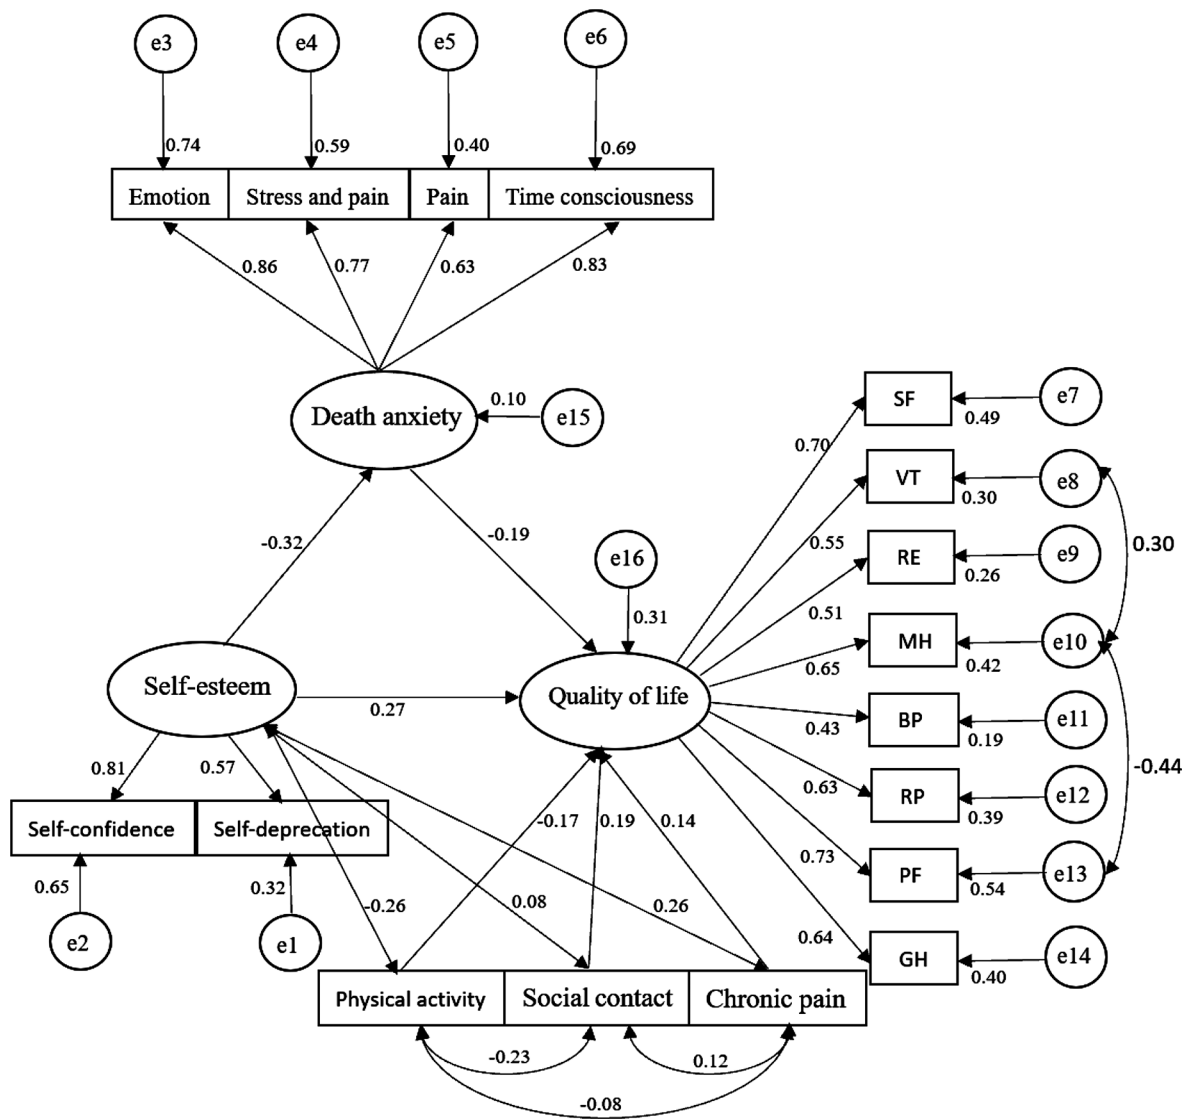 e3 e4 e5 e6
0.74 0.59 0.40 0.69
Emotion Stress and pain Pain Time consciousness
0.86 0.77 0.63 0.83
Death anxiety
0.10
e15
SF
0.49
e7
0.70
VT
0.30
e8
0.55
0.30
-0.32
-0.19
e16
0.31
RE
0.26
e9
0.51
MH
0.42
e10
0.65
Self-esteem
0.27
Quality of life
BP
0.19
e11
0.43
-0.44
RP
0.39
e12
0.63
0.81 0.57
Self-confidence Self-deprecation
-0.17 0.19 0.14
PF
0.54
e13
0.73
0.65 0.32
e2 e1
-0.26 0.08 0.26
GH
0.40
e14
0.64
Physical activity Social contact Chronic pain
-0.23 0.12
-0.08